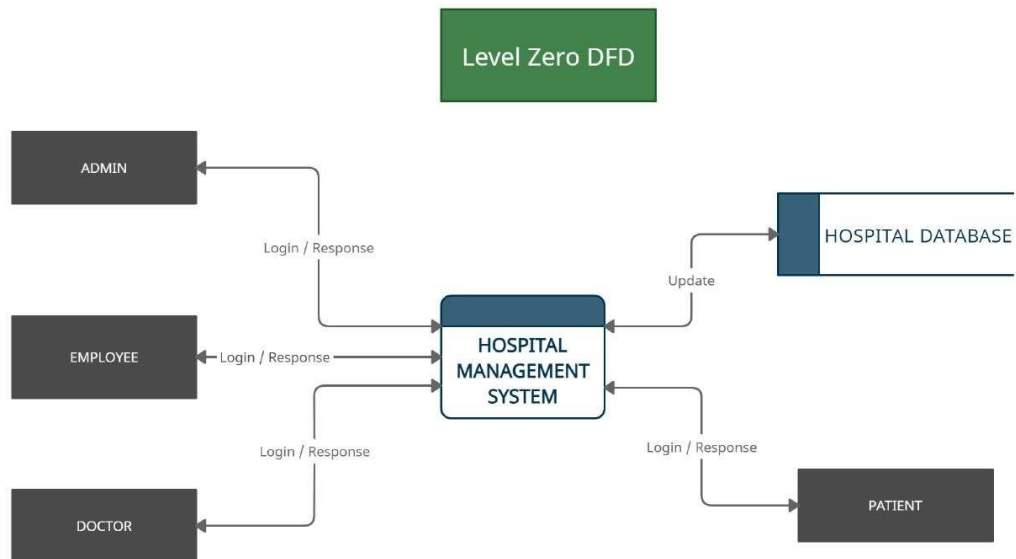 Level Zero DFD
ADMIN
Login / Response
HOSPITAL DATABASE
Update
EMPLOYEE
Login / Response
HOSPITAL
MANAGEMENT
SYSTEM
Login / Response
DOCTOR
Login / Response
PATIENT